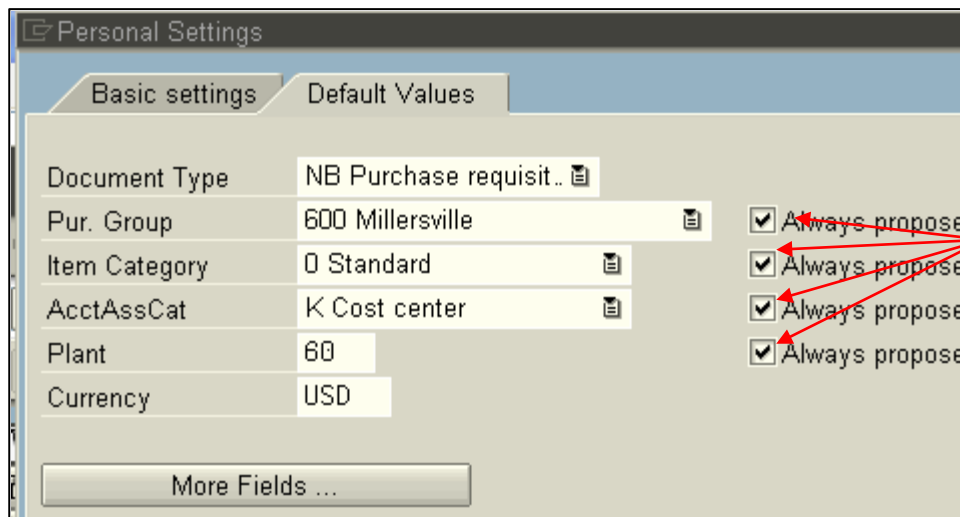 Personal Settings
Basic settings Default Values
Document Type NB Purchase requisit..
Pur. Group 600 Millersville Always propose
Item Category 0 Standard Always propose
AcctAssCat K Cost center Always propose
Plant 60 Always propose
Currency USD
More Fields ...